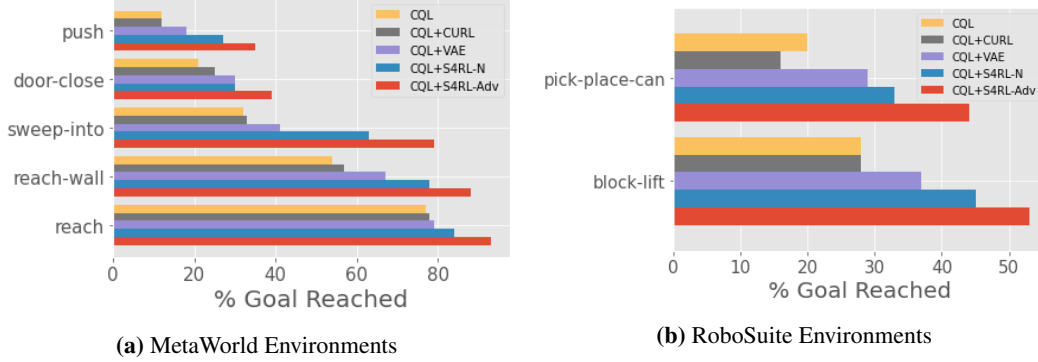 push
door-close
sweep-into
reach-wall
reach
CQL
CQL+CURL
CQL+VAE
CQL+S4RL-N
CQL+S4RL-Adv
0 20 40 60 80
% Goal Reached
(a) MetaWorld Environments
pick-place-can
block-lift
CQL
CQL+CURL
CQL+VAE
CQL+S4RL-N
CQL+S4RL-Adv
0 10 20 30 40 50
% Goal Reached
(b) RoboSuite Environments